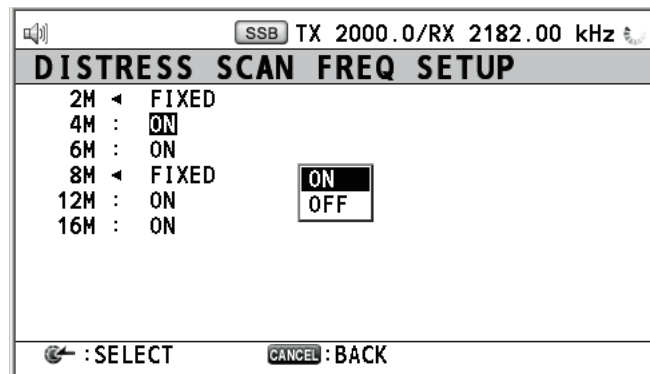 SSB TX 2000.0/RX 2182.00 kHz
DISTRESS SCAN FREQ SETUP
2M ◄ FIXED
4M : ON
6M : ON
8M ◄ FIXED
12M : ON
16M : ON
ON
OFF
:SELECT CANCEL:BACK